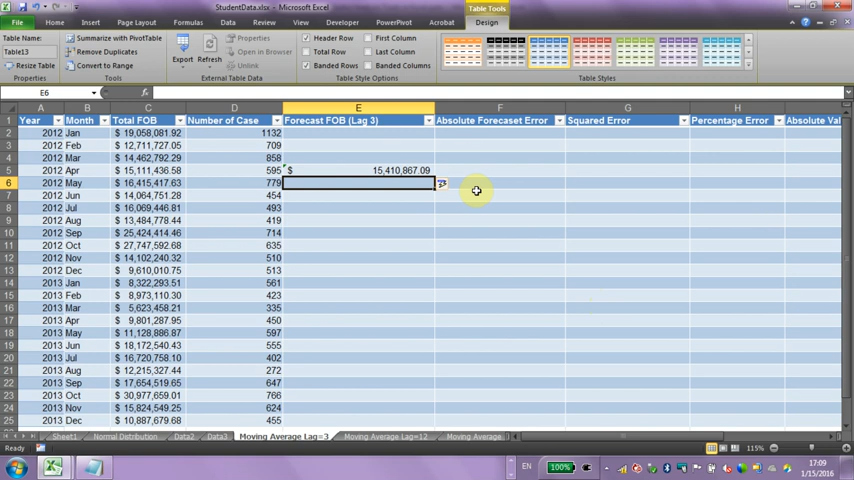 StudentData.xlsx - Microsoft Excel
Table Tools
File Home Insert Page Layout Formulas Data Review View Developer PowerPivot Acrobat Design
Table Name:
Table13
Resize Table
Properties
Summarize with PivotTable
Remove Duplicates
Convert to Range
Tools
Export Refresh
Properties
Open in Browser
Unlink
External Table Data
Header Row First Column
Total Row Last Column
Banded Rows Banded Columns
Table Style Options
Table Styles
E6 fx
A B C D E F G H
1 Year Month Total FOB Number of Case Forecast FOB (Lag 3) Absolute Forecaset Error Squared Error Percentage Error Absolute Val
2 2012 Jan $ 19,058,081.92 1132
3 2012 Feb $ 12,711,727.05 709
4 2012 Mar $ 14,462,792.29 858
5 2012 Apr $ 15,111,436.58 595 $ 15,410,867.09
6 2012 May $ 16,415,417.63 779
7 2012 Jun $ 14,064,751.28 454
8 2012 Jul $ 16,069,446.81 493
9 2012 Aug $ 13,484,778.44 419
10 2012 Sep $ 25,424,414.46 714
11 2012 Oct $ 27,747,592.68 635
12 2012 Nov $ 14,102,240.32 510
13 2012 Dec $ 9,610,010.75 513
14 2013 Jan $ 8,322,293.51 561
15 2013 Feb $ 8,973,110.30 423
16 2013 Mar $ 5,623,458.21 335
17 2013 Apr $ 9,801,287.95 450
18 2013 May $ 11,128,886.87 597
19 2013 Jun $ 18,172,540.43 555
20 2013 Jul $ 16,720,758.10 402
21 2013 Aug $ 12,215,327.44 272
22 2013 Sep $ 17,654,519.65 647
23 2013 Oct $ 30,977,659.01 766
24 2013 Nov $ 15,824,549.25 624
25 2013 Dec $ 10,887,679.68 455
Sheet1 Normal Distribution Data2 Data3 Moving Average Lag=3 Moving Average Lag=12 Moving Average
Ready 115%
EN 100% 17:09
1/15/2016